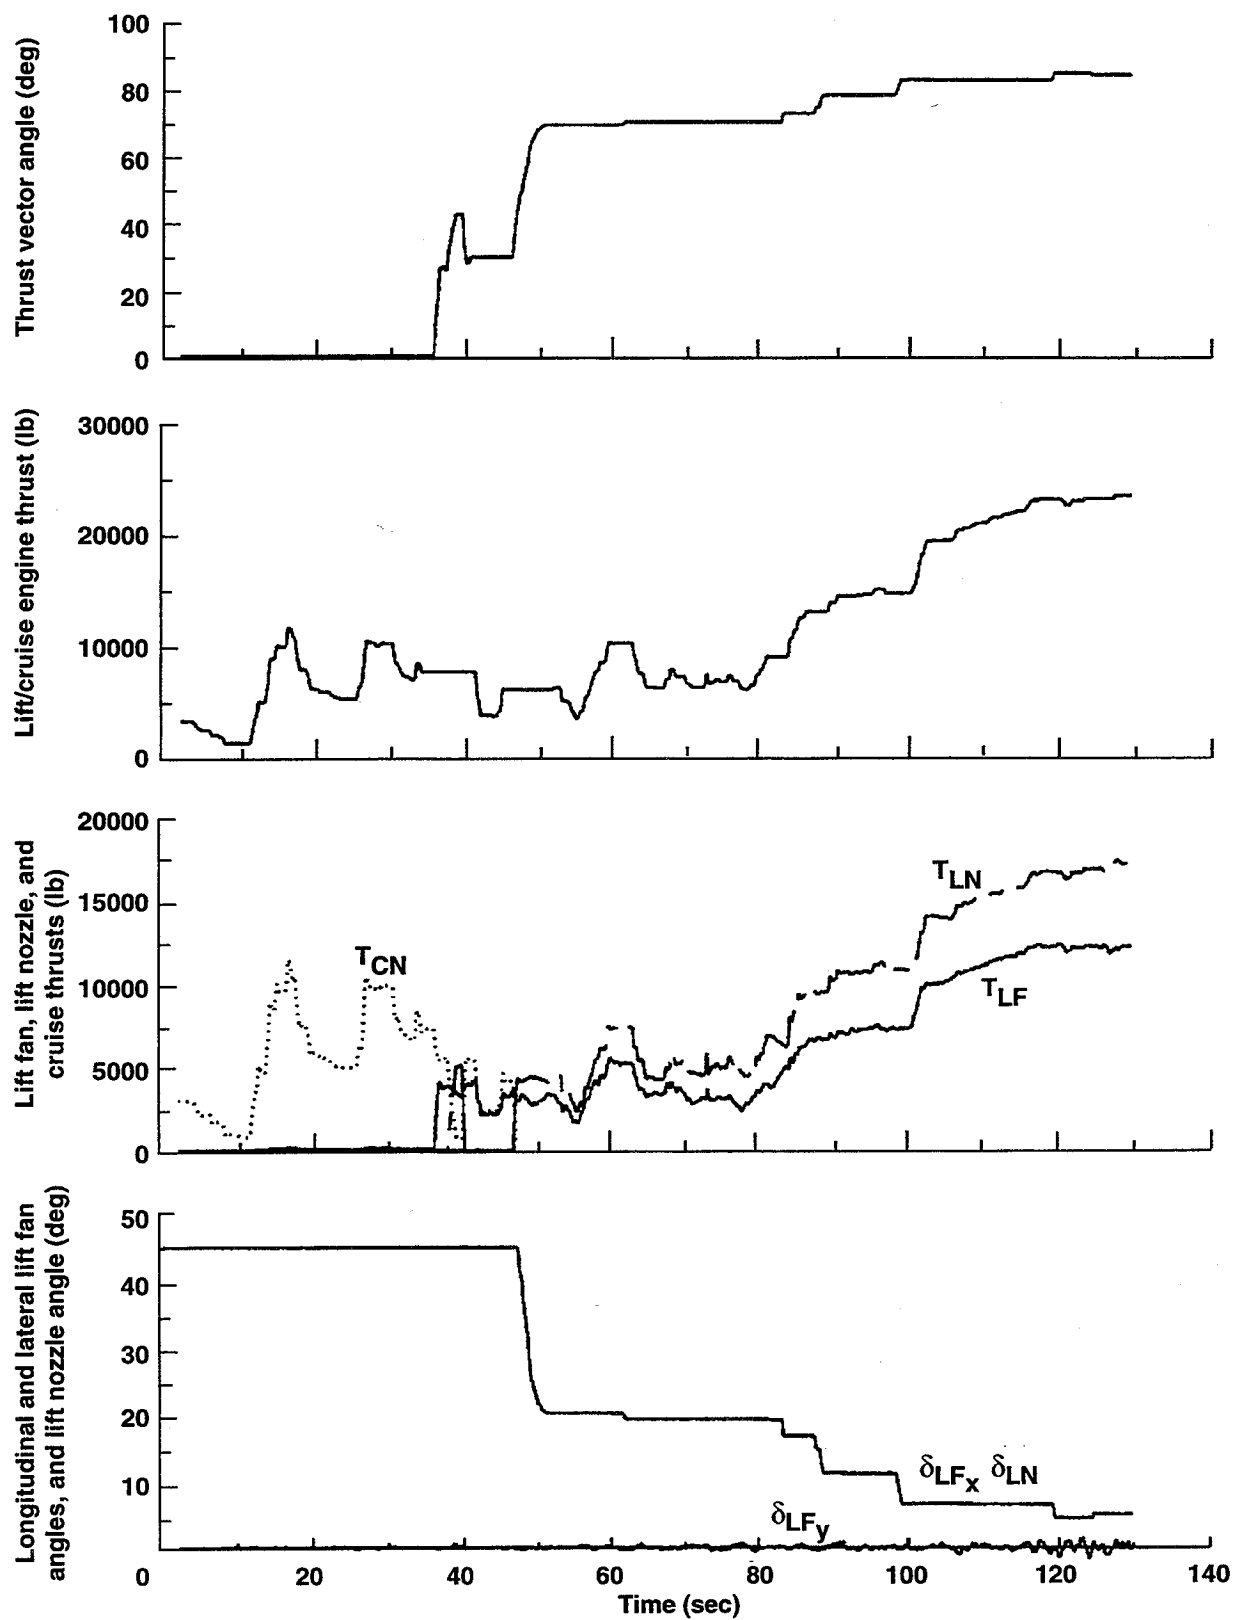 Thrust vector angle (deg)
100
80
60
40
20
0
Lift/cruise engine thrust (lb)
30000
20000
10000
0
Lift fan, lift nozzle, and
cruise thrusts (lb)
20000
15000
10000
5000
0
TCN
TLN
TLF
Longitudinal and lateral lift fan
angles, and lift nozzle angle (deg)
50
40
30
20
10
δLFx δLN
δLFy
0 20 40 60 80 100 120 140
Time (sec)